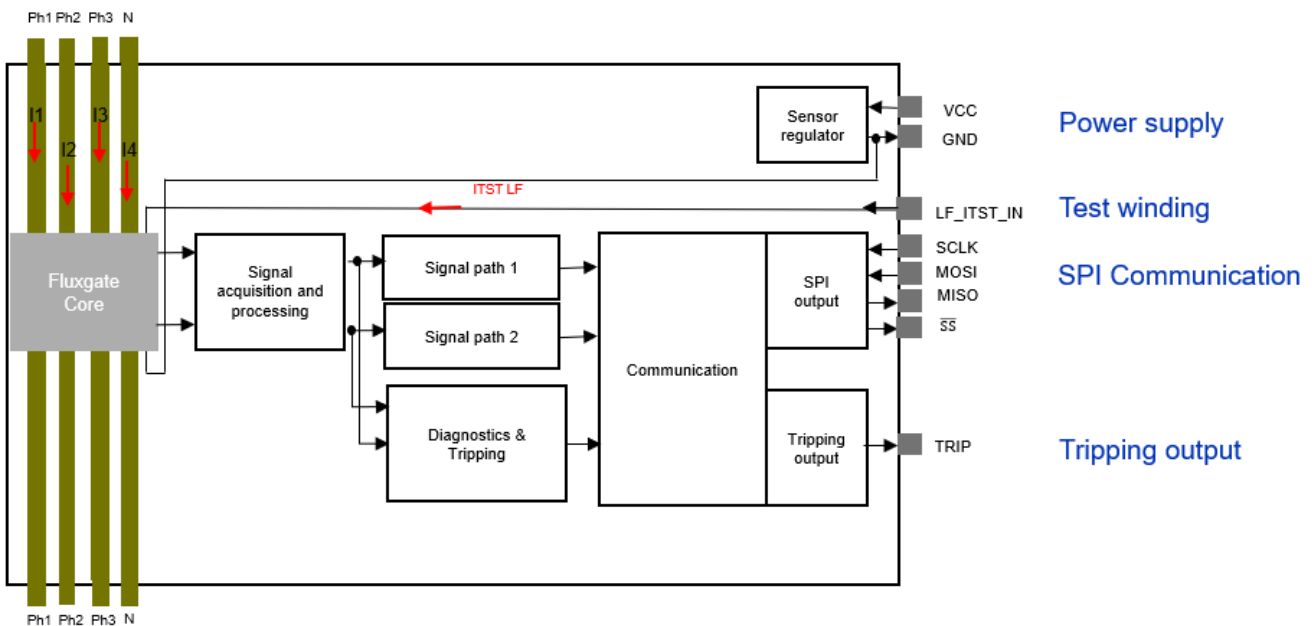 Ph1 Ph2 Ph3 N
I1
I2
I3
I4
Sensor
regulator
VCC
GND
Power supply
ITST LF
LF_ITST_IN
Test winding
Fluxgate
Core
Signal
acquisition and
processing
Signal path 1
Signal path 2
Diagnostics &
Tripping
Communication
SPI
output
SCLK
MOSI
MISO
S̅S̅
SPI Communication
Tripping
output
TRIP
Tripping output
Ph1 Ph2 Ph3 N